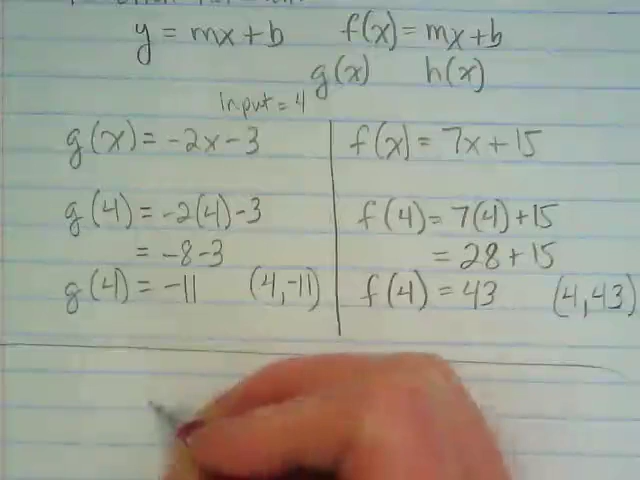 y = mx + b f(x) = mx + b
g(x) h(x)
input = 4
g(x) = -2x - 3
g(4) = -2(4) - 3
= -8 - 3
g(4) = -11 (4, -11)
f(x) = 7x + 15
f(4) = 7(4) + 15
= 28 + 15
f(4) = 43 (4, 43)